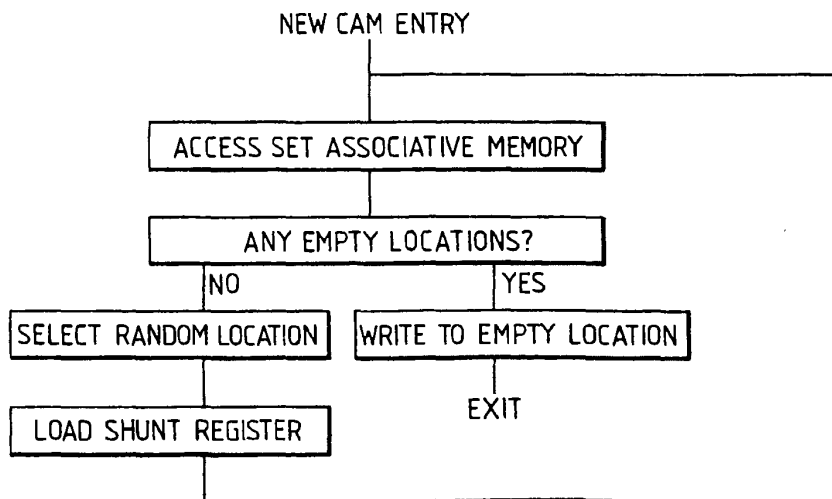 NEW CAM ENTRY
ACCESS SET ASSOCIATIVE MEMORY
ANY EMPTY LOCATIONS?
NO
YES
SELECT RANDOM LOCATION
WRITE TO EMPTY LOCATION
LOAD SHUNT REGISTER
EXIT